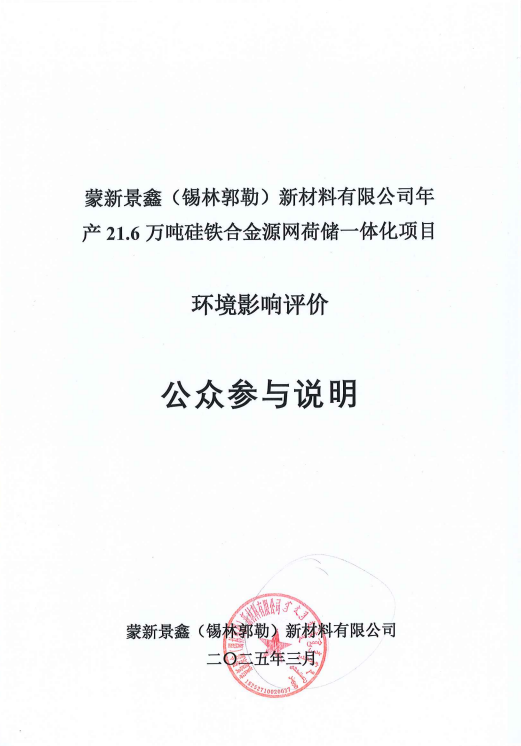 蒙新景鑫（锡林郭勒）新材料有限公司年
产 21.6 万吨硅铁合金源网荷储一体化项目
环境影响评价
公众参与说明
蒙新景鑫（锡林郭勒）新材料有限公司
二〇二五年三月